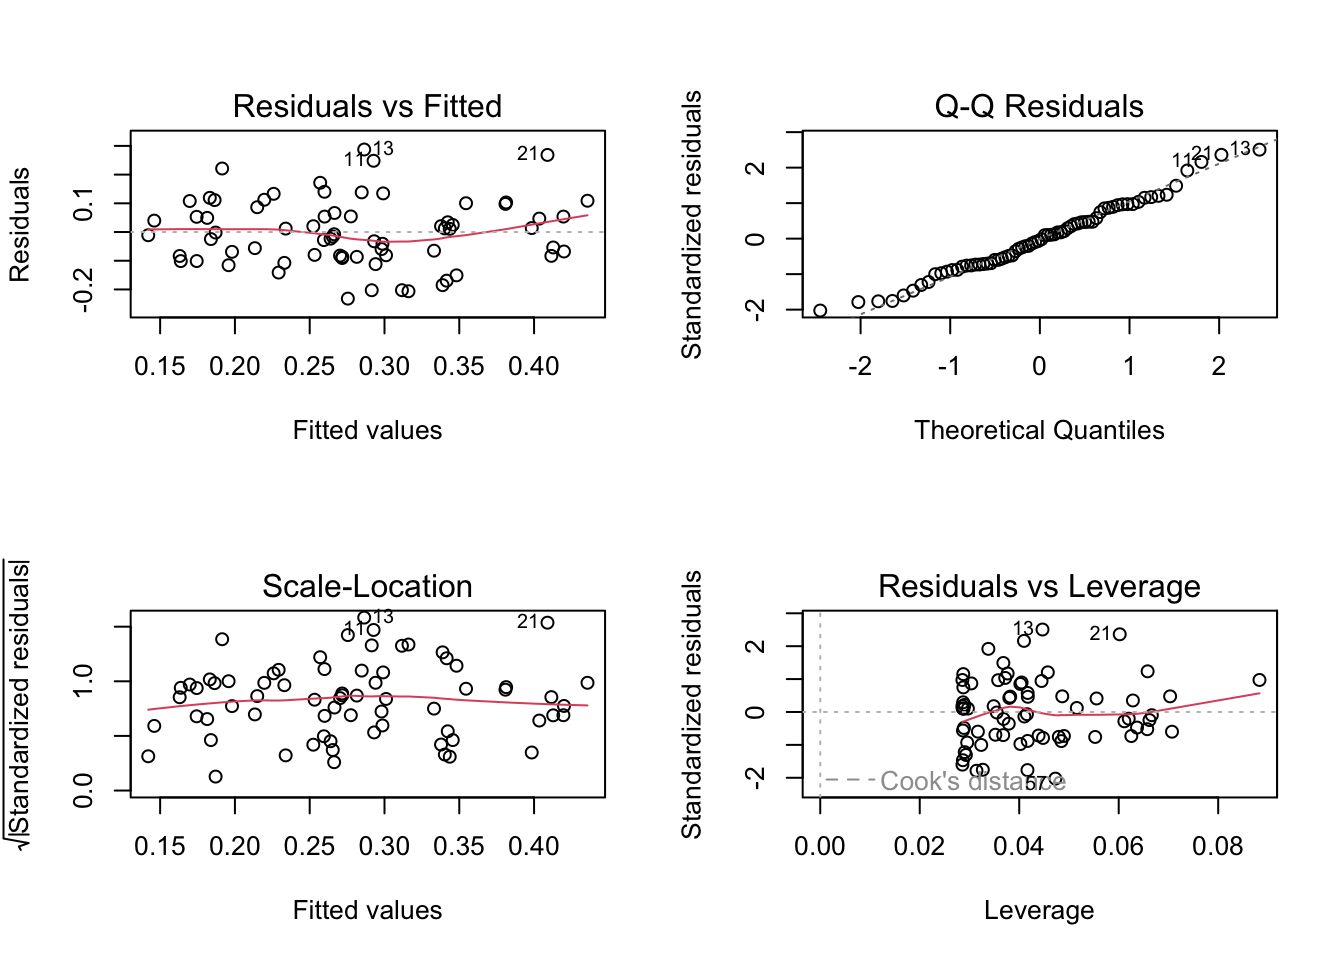 Residuals vs Fitted
Residuals
0.1
-0.2
13
11
21
0.15 0.20 0.25 0.30 0.35 0.40
Fitted values
Q-Q Residuals
Standardized residuals
2
0
-2
11 21 13
-2 -1 0 1 2
Theoretical Quantiles
Scale-Location
√|Standardized residuals|
1.0
0.0
13
11
21
0.15 0.20 0.25 0.30 0.35 0.40
Fitted values
Residuals vs Leverage
Standardized residuals
2
0
-2
13
21
57
Cook's distance
0.00 0.02 0.04 0.06 0.08
Leverage